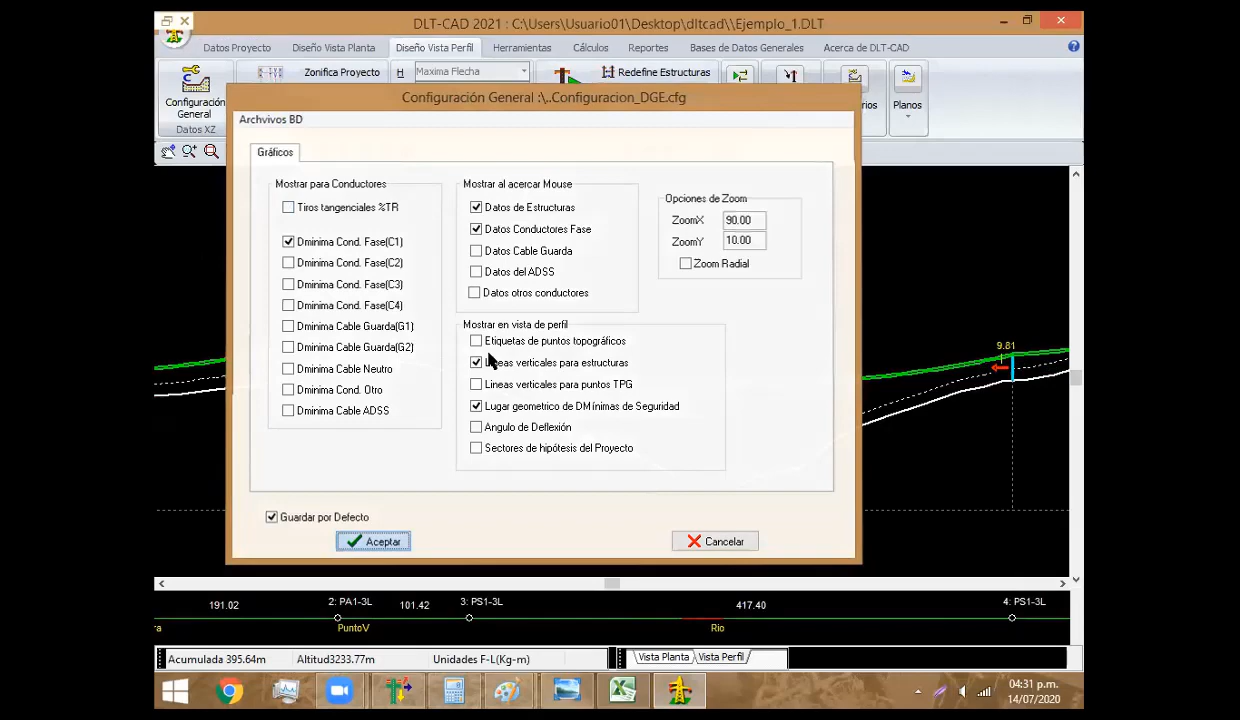 DLT-CAD 2021 : C:\Users\Usuario01\Desktop\dltcad\\Ejemplo_1.DLT
Datos Proyecto
Diseño Vista Planta
Diseño Vista Perfil
Herramientas
Cálculos
Reportes
Bases de Datos Generales
Acerca de DLT-CAD
Zonifica Proyecto
H
Maxima Flecha
Redefine Estructuras
Configuración
General
Datos XZ
Planos
Configuración General :\..Configuracion_DGE.cfg
Archvivos BD
Gráficos
Mostrar para Conductores
Tiros tangenciales %TR
Dminima Cond. Fase(C1)
Dminima Cond. Fase(C2)
Dminima Cond. Fase(C3)
Dminima Cond. Fase(C4)
Dminima Cable Guarda(G1)
Dminima Cable Guarda(G2)
Dminima Cable Neutro
Dminima Cond. Otro
Dminima Cable ADSS
Mostrar al acercar Mouse
Datos de Estructuras
Datos Conductores Fase
Datos Cable Guarda
Datos del ADSS
Datos otros conductores
Opciones de Zoom
ZoomX 90.00
ZoomY 10.00
Zoom Radial
Mostrar en vista de perfil
Etiquetas de puntos topográficos
Lineas verticales para estructuras
Lineas verticales para puntos TPG
Lugar geometrico de DMínimas de Seguridad
Angulo de Deflexión
Sectores de hipótesis del Proyecto
Guardar por Defecto
Aceptar
Cancelar
9.81
191.02
2: PA1-3L
101.42
3: PS1-3L
417.40
4: PS1-3L
PuntoV
Rio
Acumulada 395.64m
Altitud3233.77m
Unidades F-L(Kg-m)
Vista Planta
Vista Perfil
04:31 p.m.
14/07/2020